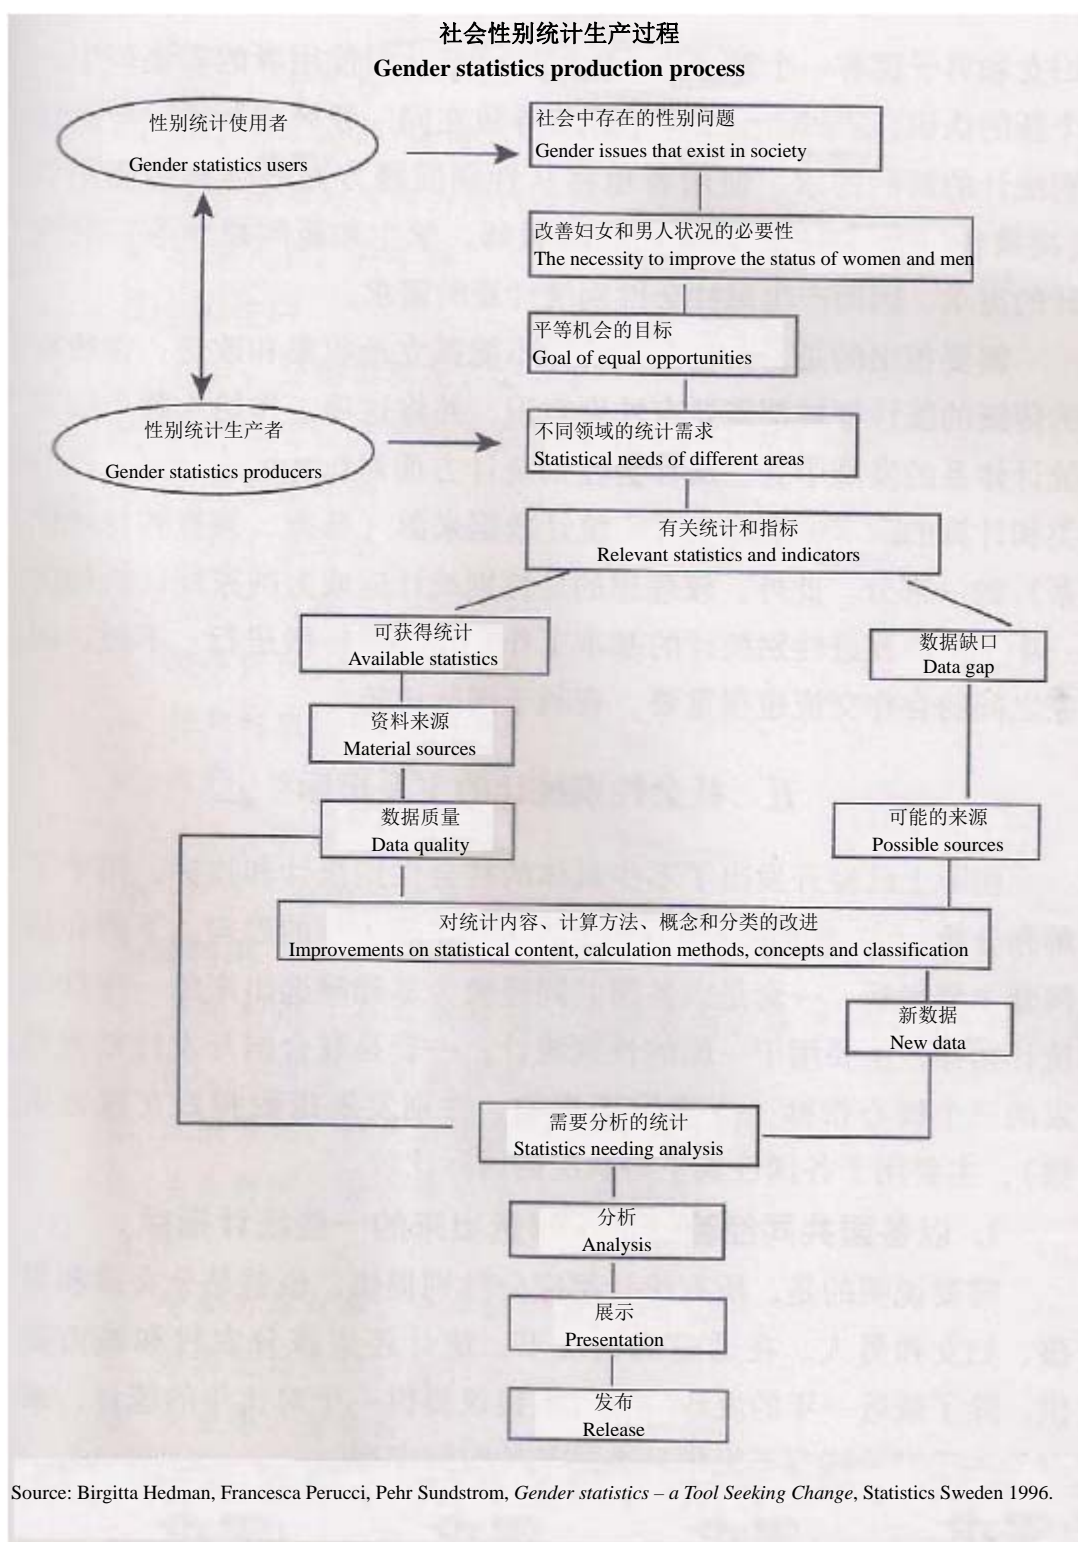 社会性别统计生产过程
Gender statistics production process
性别统计使用者
Gender statistics users
社会中存在的性别问题
Gender issues that exist in society
改善妇女和男人状况的必要性
The necessity to improve the status of women and men
平等机会的目标
Goal of equal opportunities
性别统计生产者
Gender statistics producers
不同领域的统计需求
Statistical needs of different areas
有关统计和指标
Relevant statistics and indicators
可获得统计
Available statistics
数据缺口
Data gap
资料来源
Material sources
数据质量
Data quality
可能的来源
Possible sources
对统计内容、计算方法、概念和分类的改进
Improvements on statistical content, calculation methods, concepts and classification
新数据
New data
需要分析的统计
Statistics needing analysis
分析
Analysis
展示
Presentation
发布
Release
Source: Birgitta Hedman, Francesca Perucci, Pehr Sundstrom, Gender statistics – a Tool Seeking Change, Statistics Sweden 1996.